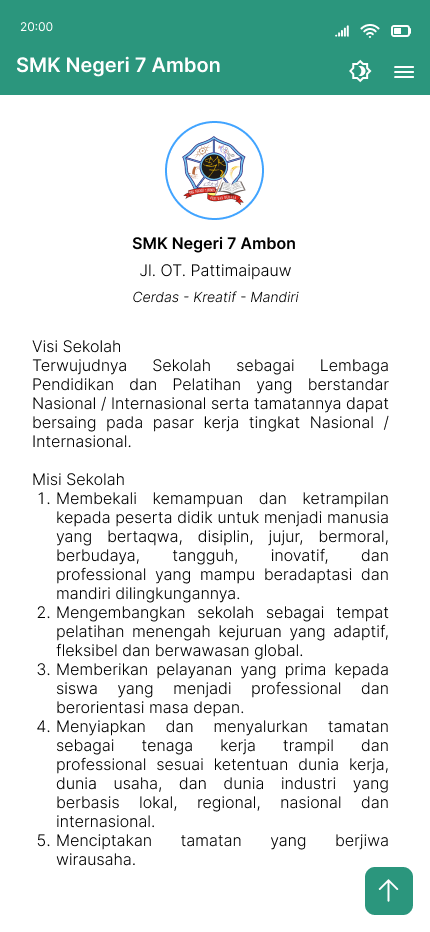 20:00
SMK Negeri 7 Ambon
SMK Negeri 7 Ambon
Jl. OT. Pattimaipauw
Cerdas - Kreatif - Mandiri
Visi Sekolah
Terwujudnya Sekolah sebagai Lembaga
Pendidikan dan Pelatihan yang berstandar
Nasional / Internasional serta tamatannya dapat
bersaing pada pasar kerja tingkat Nasional /
Internasional.
Misi Sekolah
1. Membekali kemampuan dan ketrampilan
kepada peserta didik untuk menjadi manusia
yang bertaqwa, disiplin, jujur, bermoral,
berbudaya, tangguh, inovatif, dan
professional yang mampu beradaptasi dan
mandiri dilingkungannya.
2. Mengembangkan sekolah sebagai tempat
pelatihan menengah kejuruan yang adaptif,
fleksibel dan berwawasan global.
3. Memberikan pelayanan yang prima kepada
siswa yang menjadi professional dan
berorientasi masa depan.
4. Menyiapkan dan menyalurkan tamatan
sebagai tenaga kerja trampil dan
professional sesuai ketentuan dunia kerja,
dunia usaha, dan dunia industri yang
berbasis lokal, regional, nasional dan
internasional.
5. Menciptakan tamatan yang berjiwa
wirausaha.